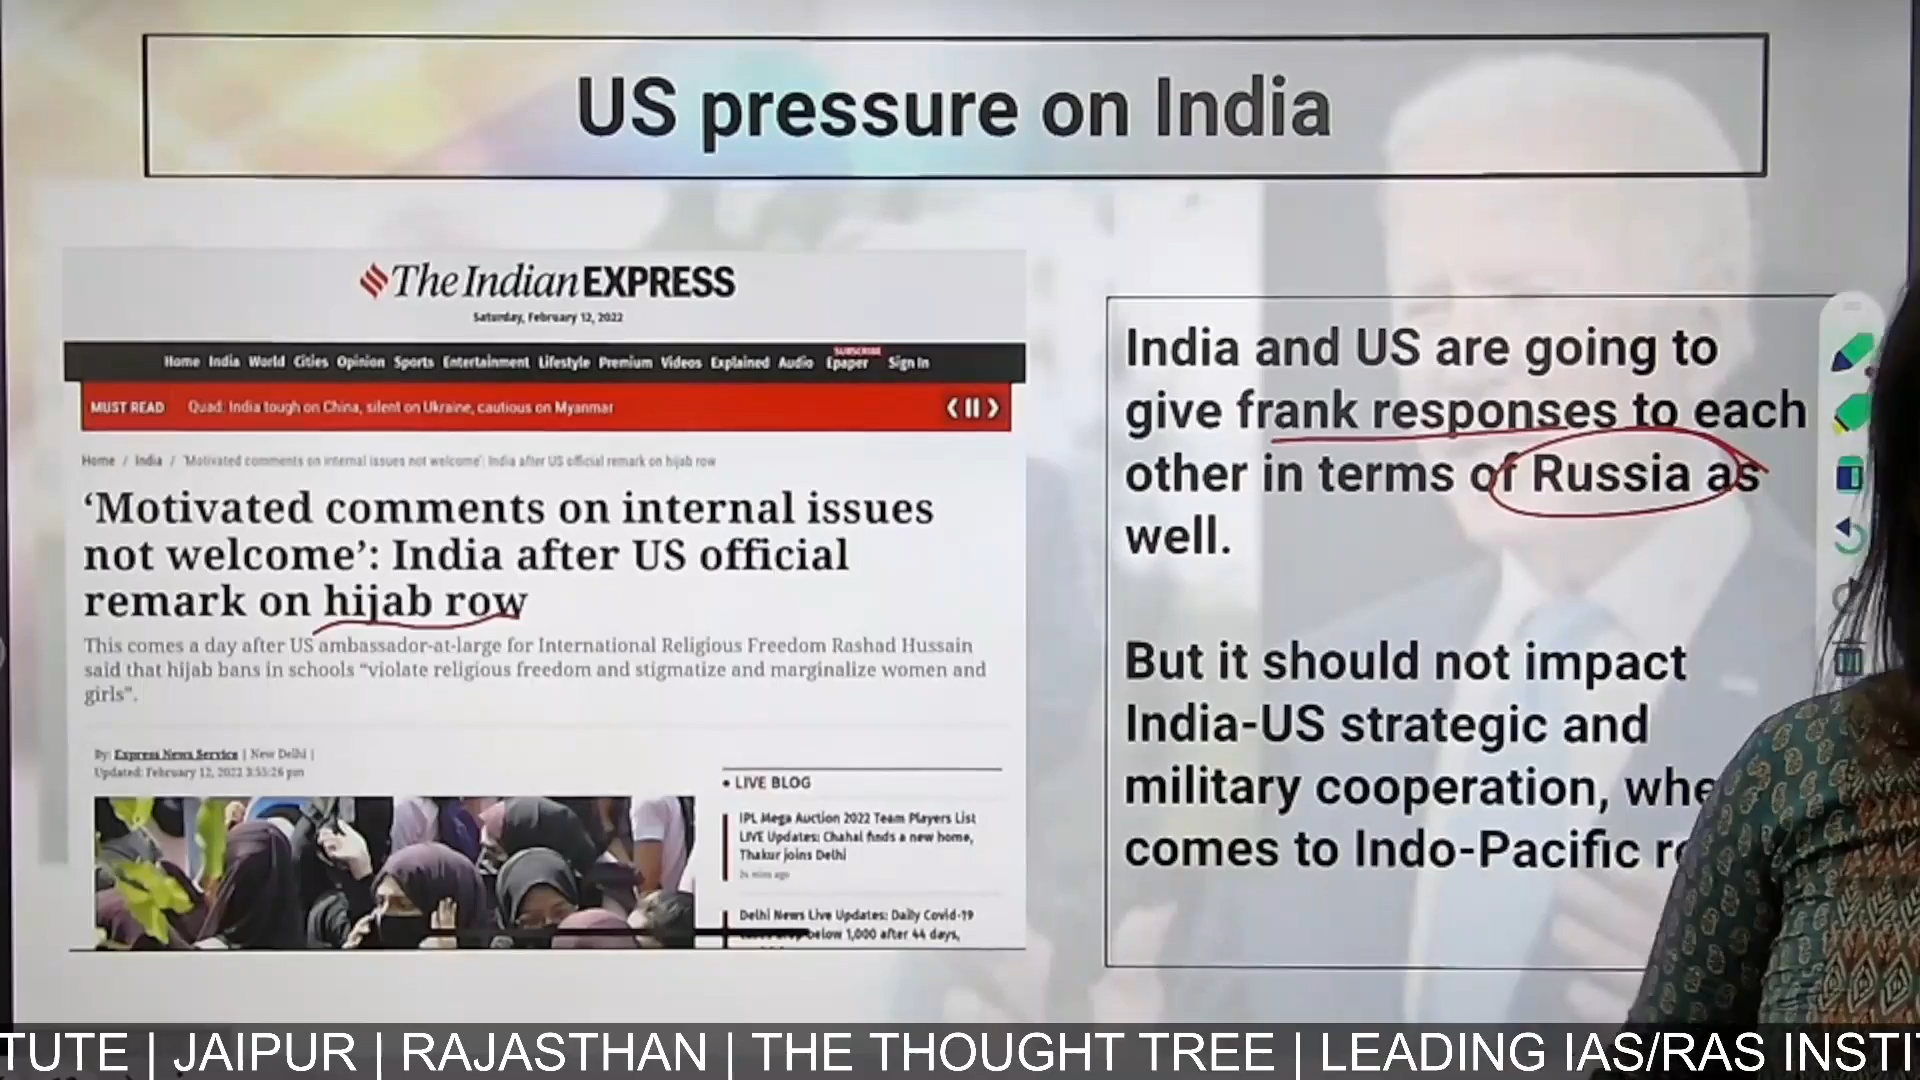 US pressure on India
The Indian EXPRESS
Saturday, February 12, 2022
Home India World Cities Opinion Sports Entertainment Lifestyle Premium Videos Explained Audio Epaper Sign In
SUBSCRIBE
MUST READ Quad: India tough on China, silent on Ukraine, cautious on Myanmar
Home / India / 'Motivated comments on internal issues not welcome': India after US official remark on hijab row
‘Motivated comments on internal issues
not welcome’: India after US official
remark on hijab row
This comes a day after US ambassador-at-large for International Religious Freedom Rashad Hussain
said that hijab bans in schools “violate religious freedom and stigmatize and marginalize women and
girls”.
By: Express News Service | New Delhi |
Updated: February 12, 2022 3:55:26 pm
• LIVE BLOG
IPL Mega Auction 2022 Team Players List
LIVE Updates: Chahal finds a new home,
Thakur joins Delhi
mins ago
Delhi News Live Updates: Daily Covid-19
below 1,000 after 44 days,
India and US are going to
give frank responses to each
other in terms of Russia as
well.
But it should not impact
India-US strategic and
military cooperation, whe
comes to Indo-Pacific
TUTE | JAIPUR | RAJASTHAN | THE THOUGHT TREE | LEADING IAS/RAS INSTI